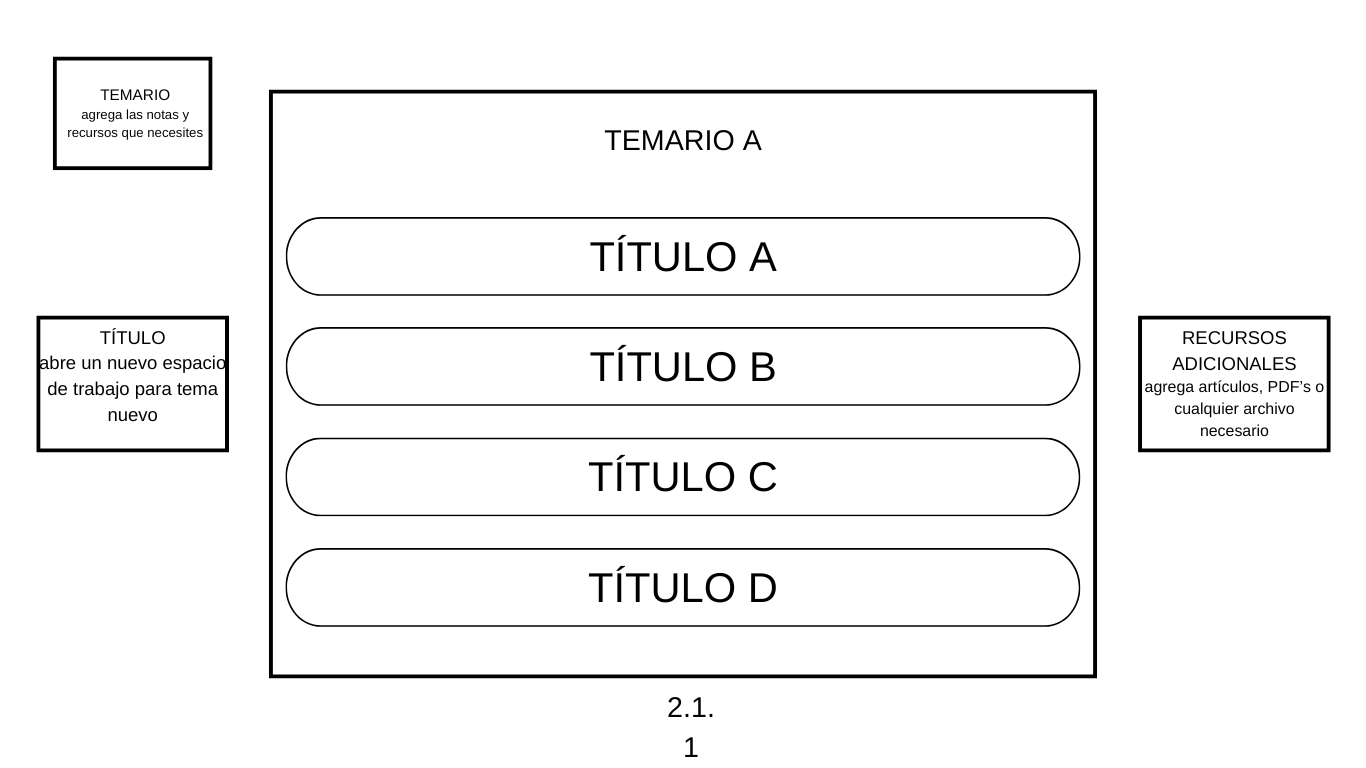 TEMARIO
agrega las notas y
recursos que necesites
TEMARIO A
TÍTULO A
TÍTULO B
TÍTULO C
TÍTULO D
TÍTULO
abre un nuevo espacio
de trabajo para tema
nuevo
RECURSOS
ADICIONALES
agrega artículos, PDF’s o
cualquier archivo
necesario
2.1.
1